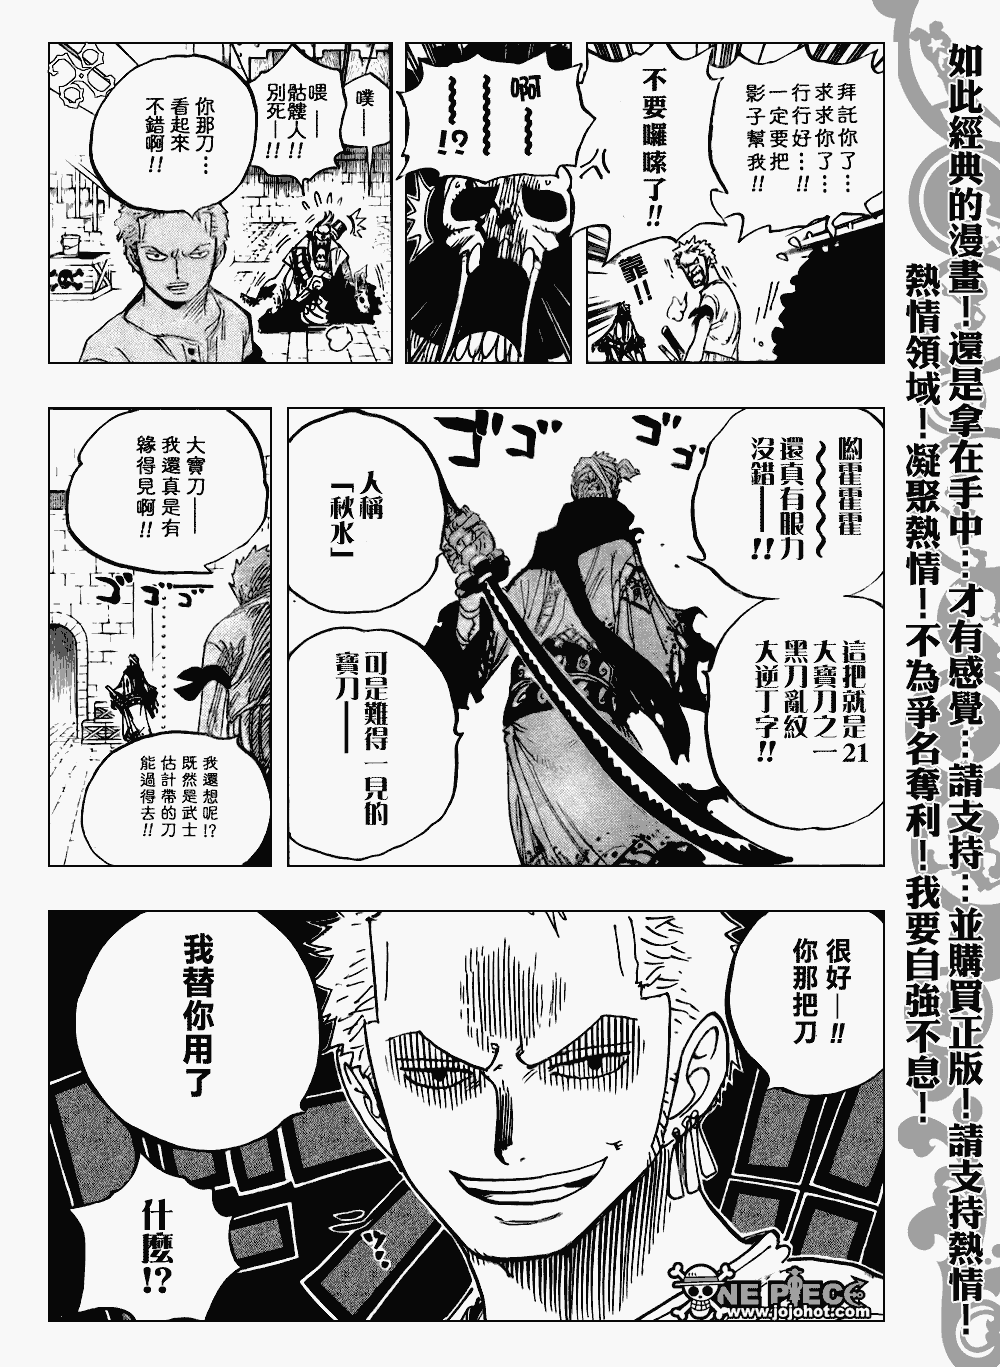 如此經典的漫畫！還是拿在手中…才有感覺…請支持…並購買正版！請支持熱情！
熱情領域！凝聚熱情！不為爭名奪利！我要自強不息！
拜託你了…
求求你了…
行行好…!!
一定要把
影子幫我!!
不要囉嗦了!!
靠!!
啊～～～～
～～～～～
～～～～!?
噗——
喂——
骷髏人!!
別死——!!
你那刀…
看起來
不錯啊!!
霍霍霍
～～～～
還真有眼力
沒錯——!!
這把就是21
大寶刀之一
黑刀亂紋
大逆丁字!!
人稱
「秋水」
可是難得一見的
寶刀——
ゴゴ
ゴゴ
大寶刀——
我還真是有
緣得見啊!!
ゴゴ
………
我還想呢!?
既然是武士
估計帶的刀
能過得去!!
很好——!!
你那把刀
我替你用了
什麼!?
ONE PIECE
www.jojohot.com